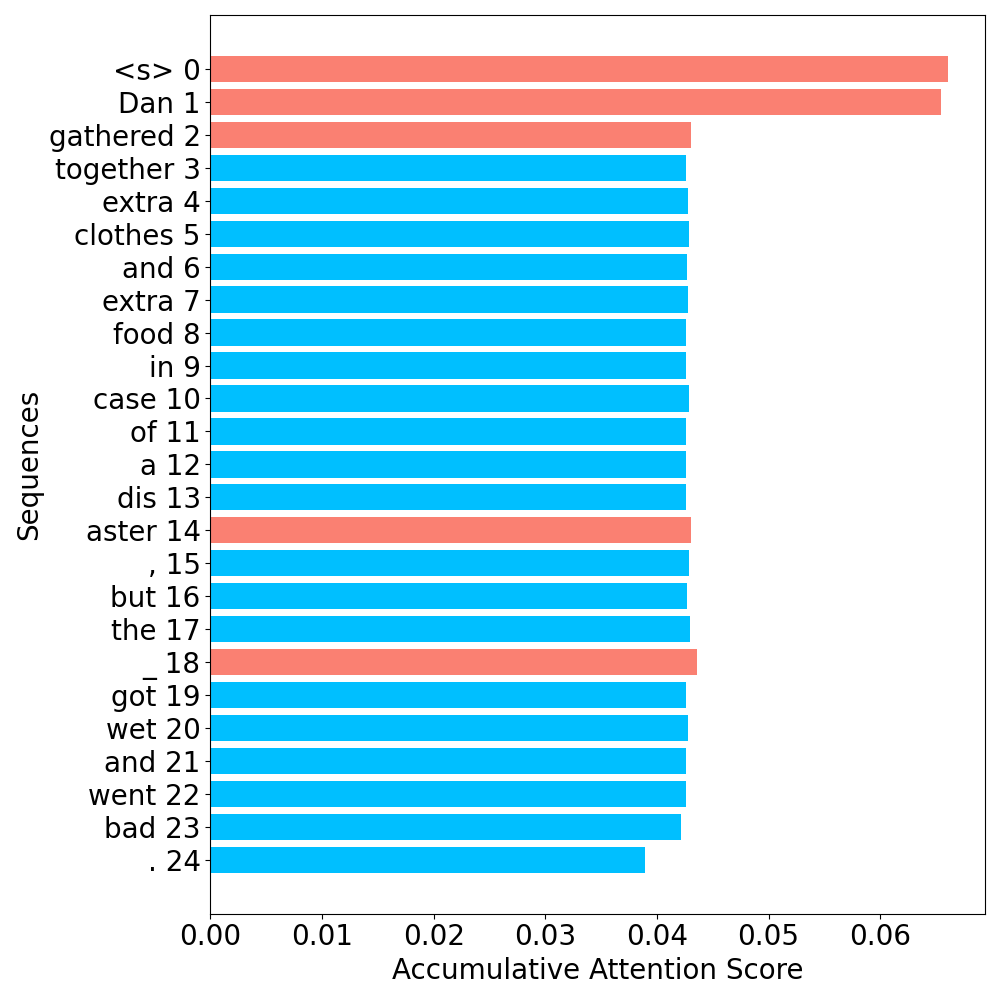 <s> 0
Dan 1
gathered 2
together 3
extra 4
clothes 5
and 6
extra 7
food 8
in 9
case 10
of 11
a 12
dis 13
aster 14
, 15
but 16
the 17
_ 18
got 19
wet 20
and 21
went 22
bad 23
. 24
Sequences
0.00 0.01 0.02 0.03 0.04 0.05 0.06
Accumulative Attention Score